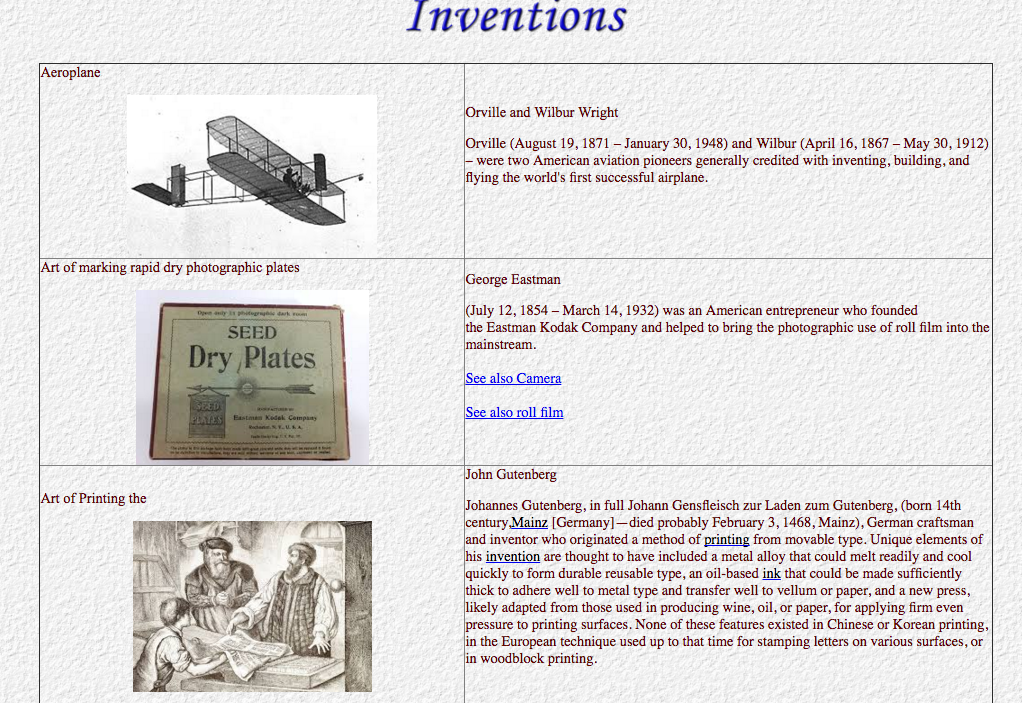 Inventions
Aeroplane
Orville and Wilbur Wright
Orville (August 19, 1871 – January 30, 1948) and Wilbur (April 16, 1867 – May 30, 1912)
– were two American aviation pioneers generally credited with inventing, building, and
flying the world's first successful airplane.
Art of marking rapid dry photographic plates
SEED
Dry Plates
SEED
PLATES
Eastman Kodak Company
George Eastman
(July 12, 1854 – March 14, 1932) was an American entrepreneur who founded
the Eastman Kodak Company and helped to bring the photographic use of roll film into the
mainstream.
See also Camera
See also roll film
Art of Printing the
John Gutenberg
Johannes Gutenberg, in full Johann Gensfleisch zur Laden zum Gutenberg, (born 14th
century,Mainz [Germany]—died probably February 3, 1468, Mainz), German craftsman
and inventor who originated a method of printing from movable type. Unique elements of
his invention are thought to have included a metal alloy that could melt readily and cool
quickly to form durable reusable type, an oil-based ink that could be made sufficiently
thick to adhere well to metal type and transfer well to vellum or paper, and a new press,
likely adapted from those used in producing wine, oil, or paper, for applying firm even
pressure to printing surfaces. None of these features existed in Chinese or Korean printing,
in the European technique used up to that time for stamping letters on various surfaces, or
in woodblock printing.